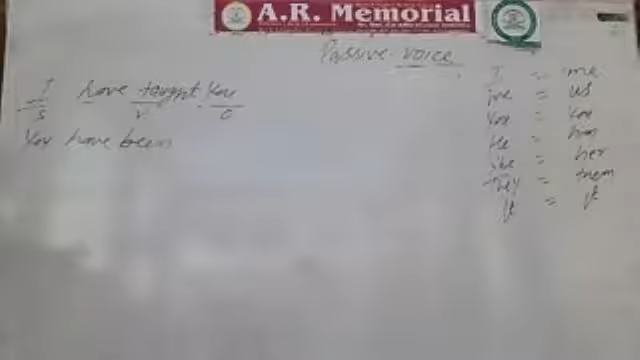 A.R. Memorial
Passive voice
I have taught You
S V O
You have been
I = me
we = us
You = You
He = him
she = her
they = them
It = It